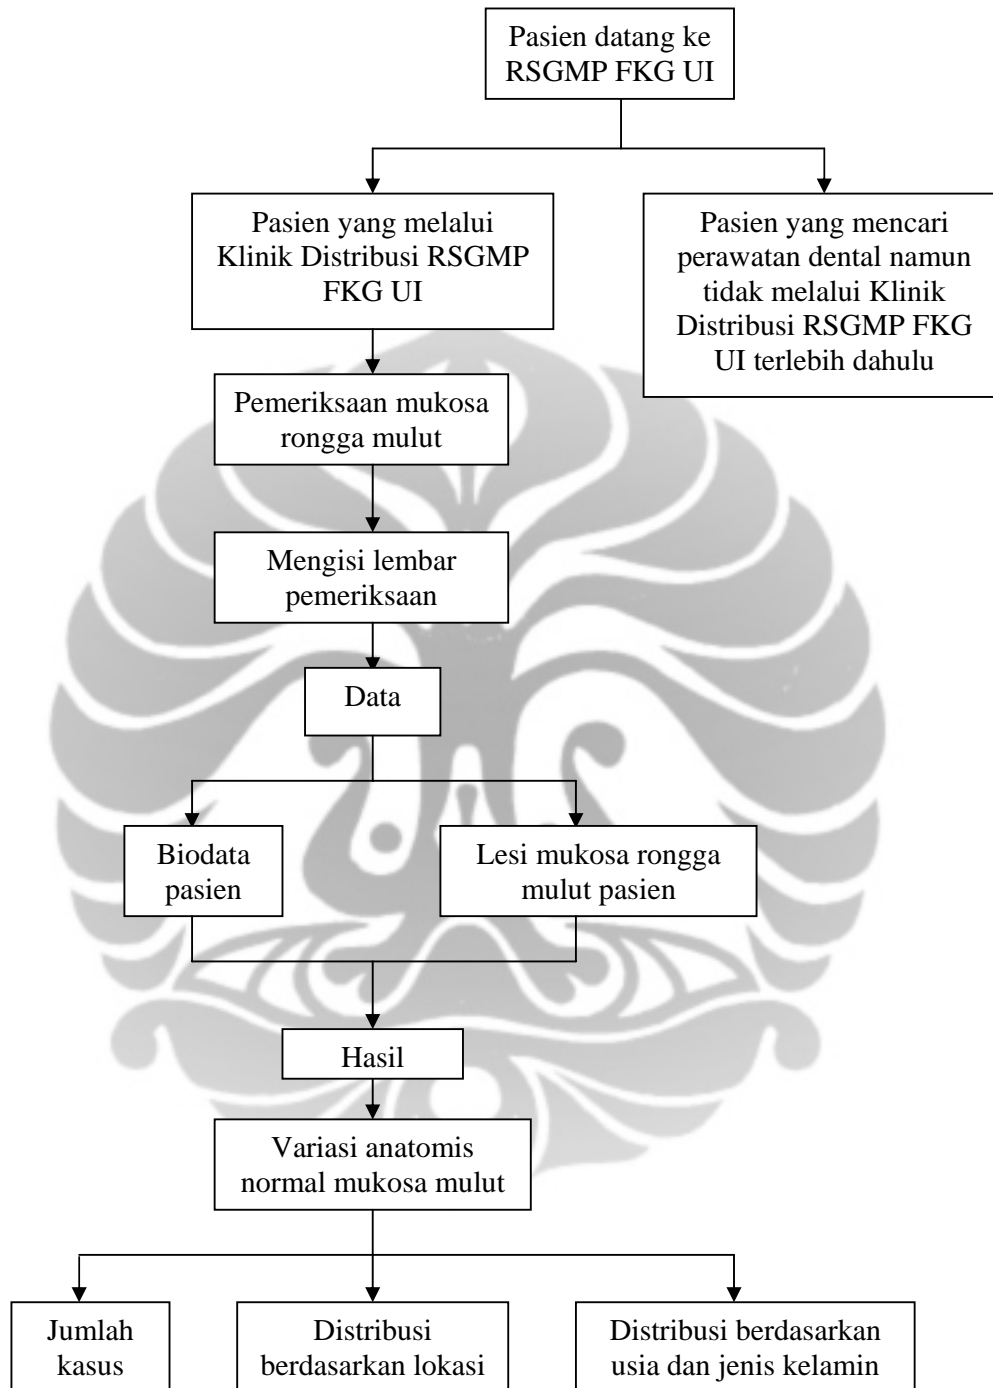 Pasien datang ke
RSGMP FKG UI
Pasien yang melalui
Klinik Distribusi RSGMP
FKG UI
Pasien yang mencari
perawatan dental namun
tidak melalui Klinik
Distribusi RSGMP FKG
UI terlebih dahulu
Pemeriksaan mukosa
rongga mulut
Mengisi lembar
pemeriksaan
Data
Biodata
pasien
Lesi mukosa rongga
mulut pasien
Hasil
Variasi anatomis
normal mukosa mulut
Jumlah
kasus
Distribusi
berdasarkan lokasi
Distribusi berdasarkan
usia dan jenis kelamin